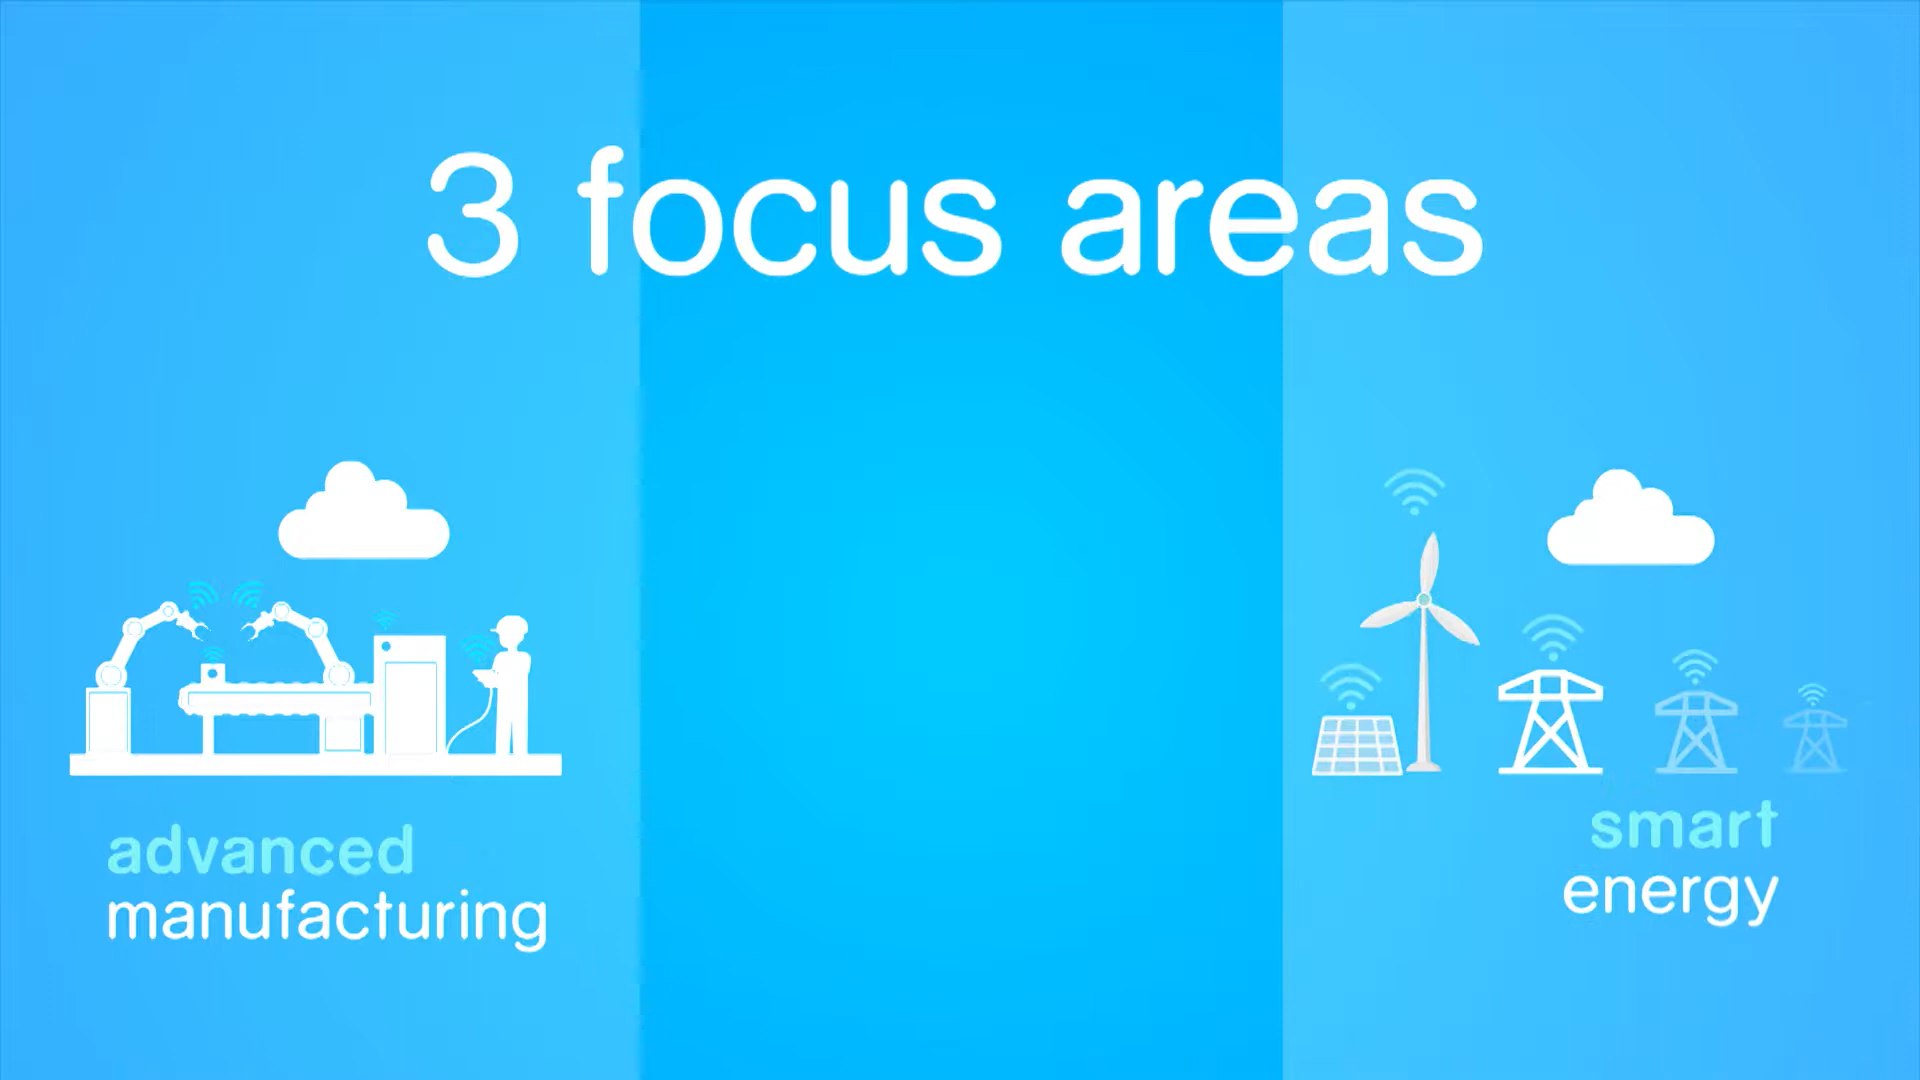 3 focus areas
advanced
manufacturing
smart
energy